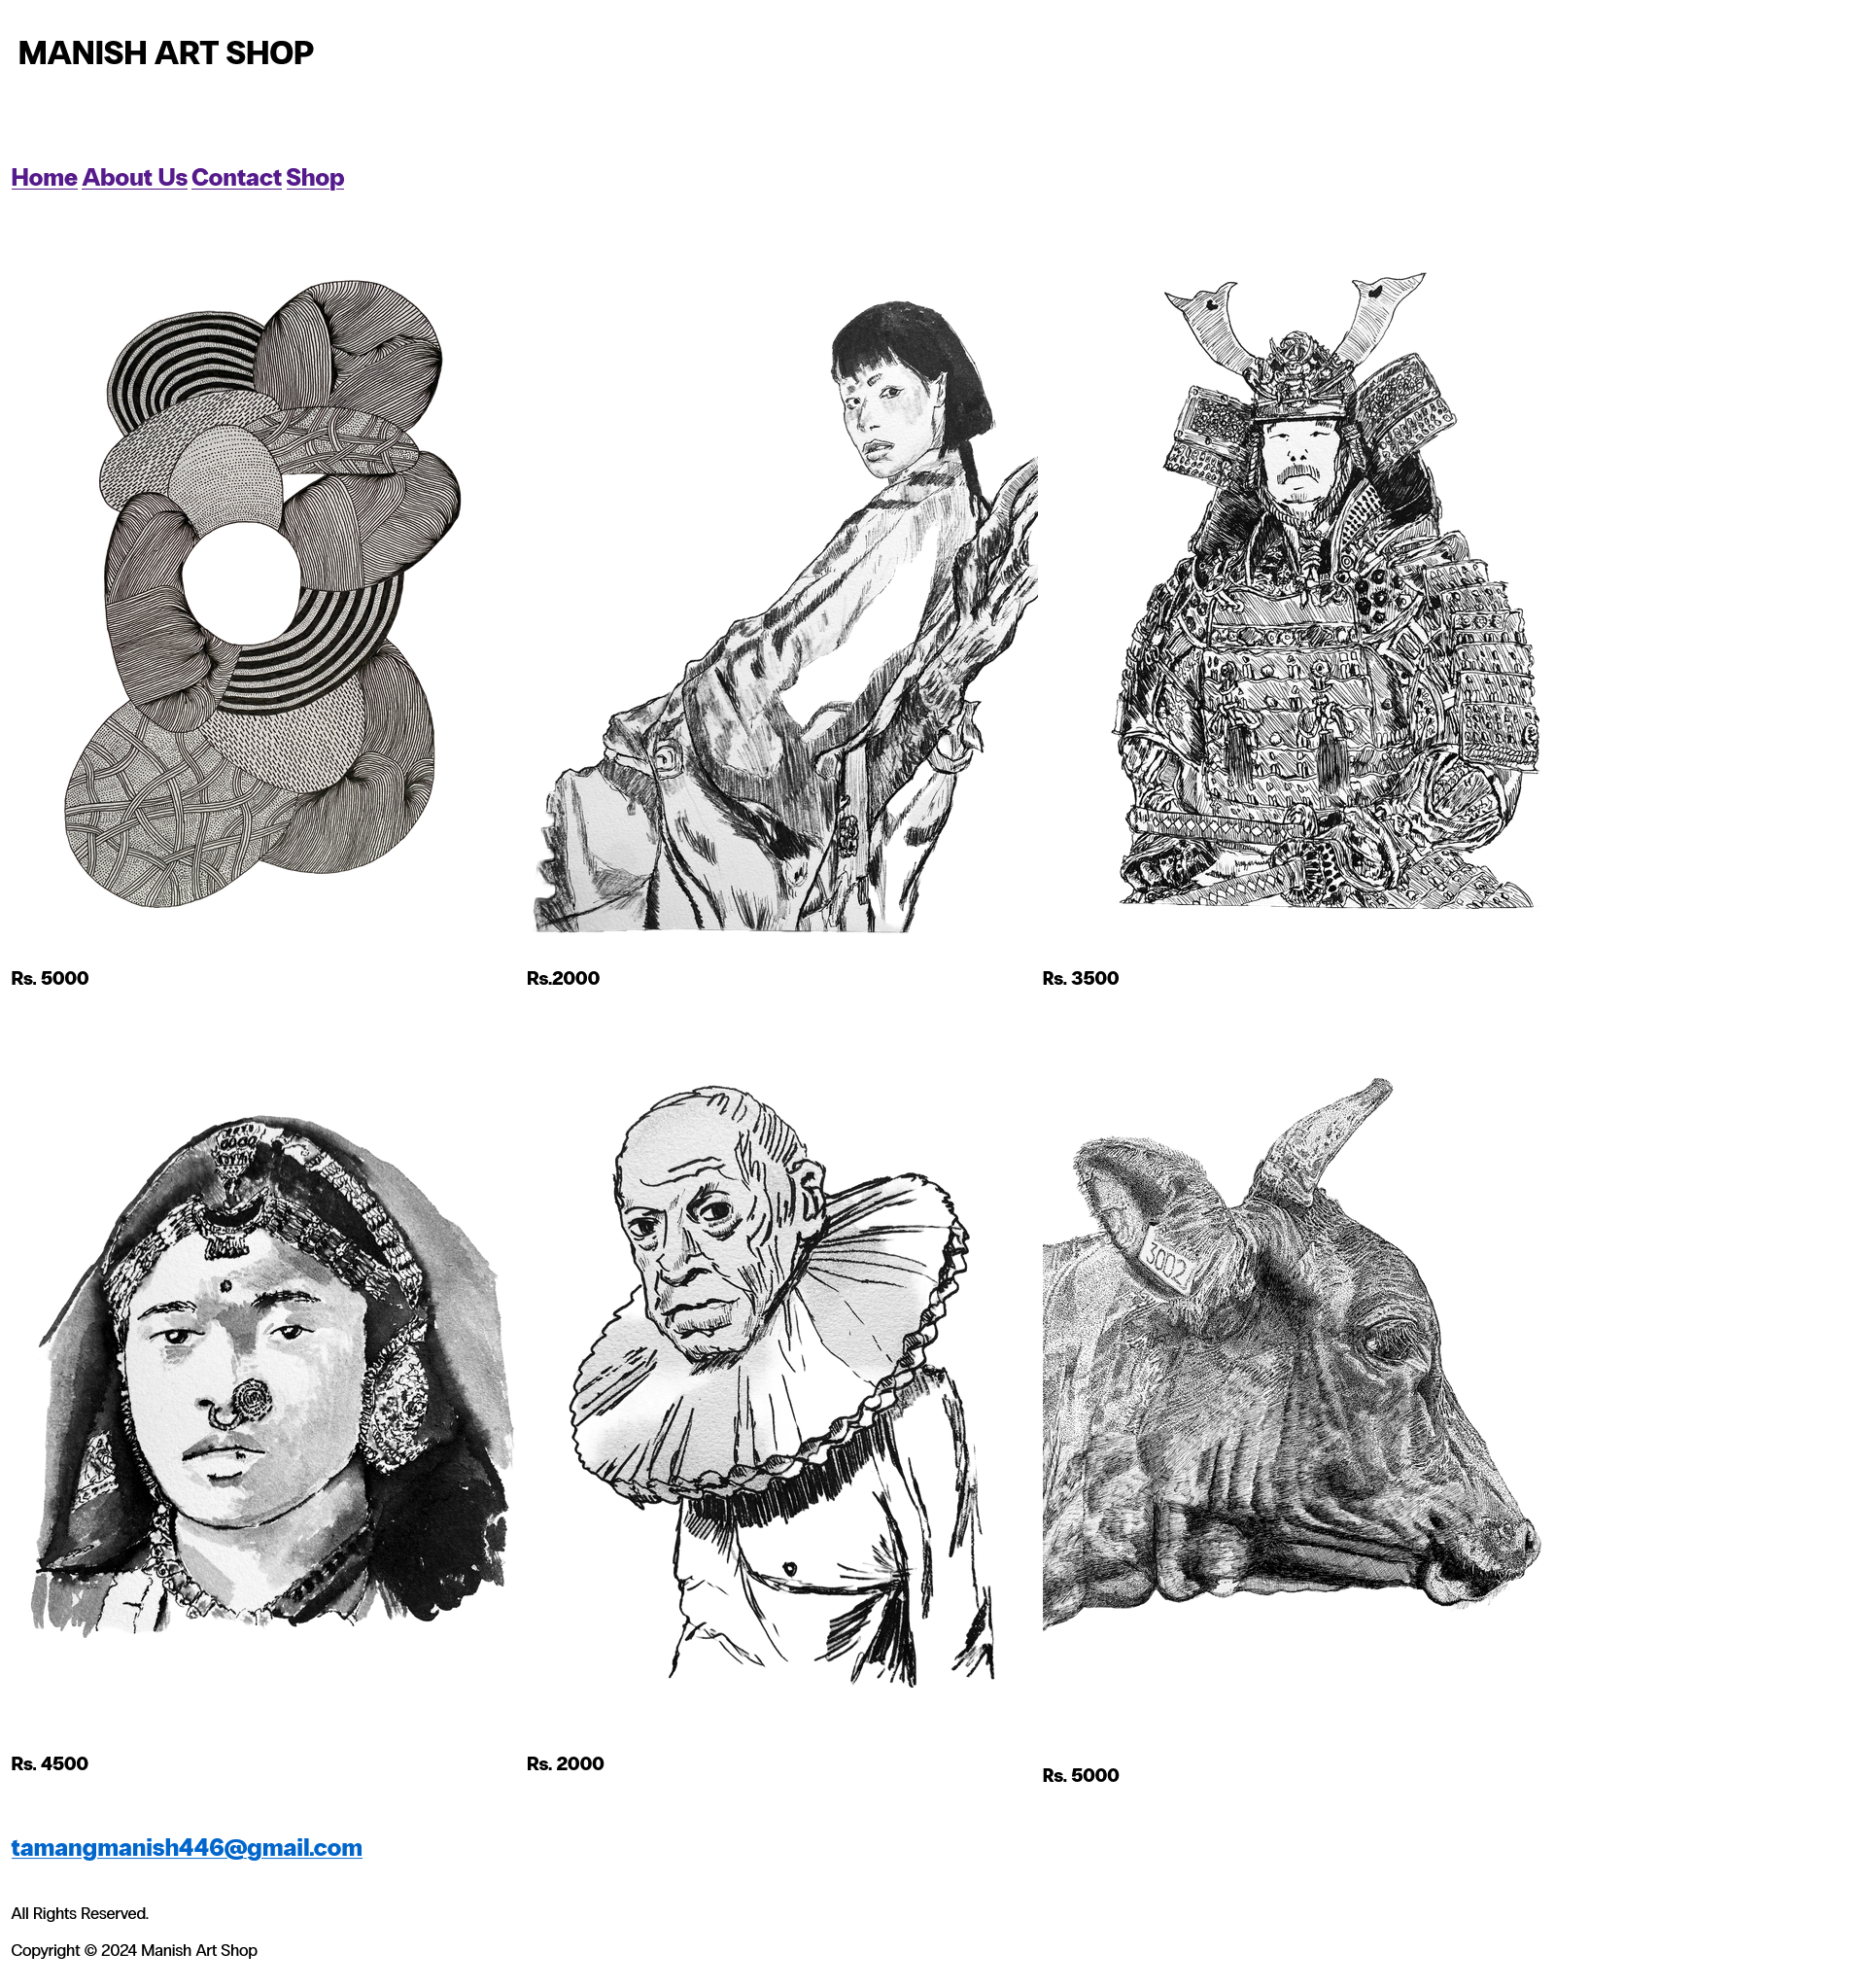 MANISH ART SHOP
Home About Us Contact Shop
Rs. 5000
Rs.2000
Rs. 3500
3002
Rs. 4500
Rs. 2000
Rs. 5000
tamangmanish446@gmail.com
All Rights Reserved.
Copyright © 2024 Manish Art Shop